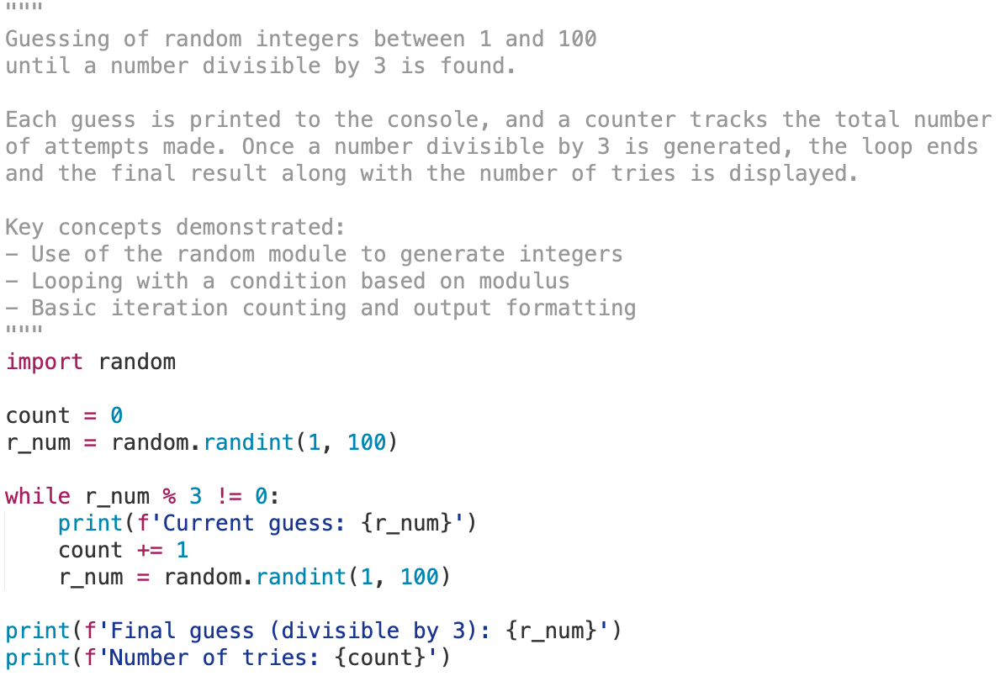 """
Guessing of random integers between 1 and 100
until a number divisible by 3 is found.

Each guess is printed to the console, and a counter tracks the total number
of attempts made. Once a number divisible by 3 is generated, the loop ends
and the final result along with the number of tries is displayed.

Key concepts demonstrated:
- Use of the random module to generate integers
- Looping with a condition based on modulus
- Basic iteration counting and output formatting
"""
import random

count = 0
r_num = random.randint(1, 100)

while r_num % 3 != 0:
    print(f'Current guess: {r_num}')
    count += 1
    r_num = random.randint(1, 100)

print(f'Final guess (divisible by 3): {r_num}')
print(f'Number of tries: {count}')